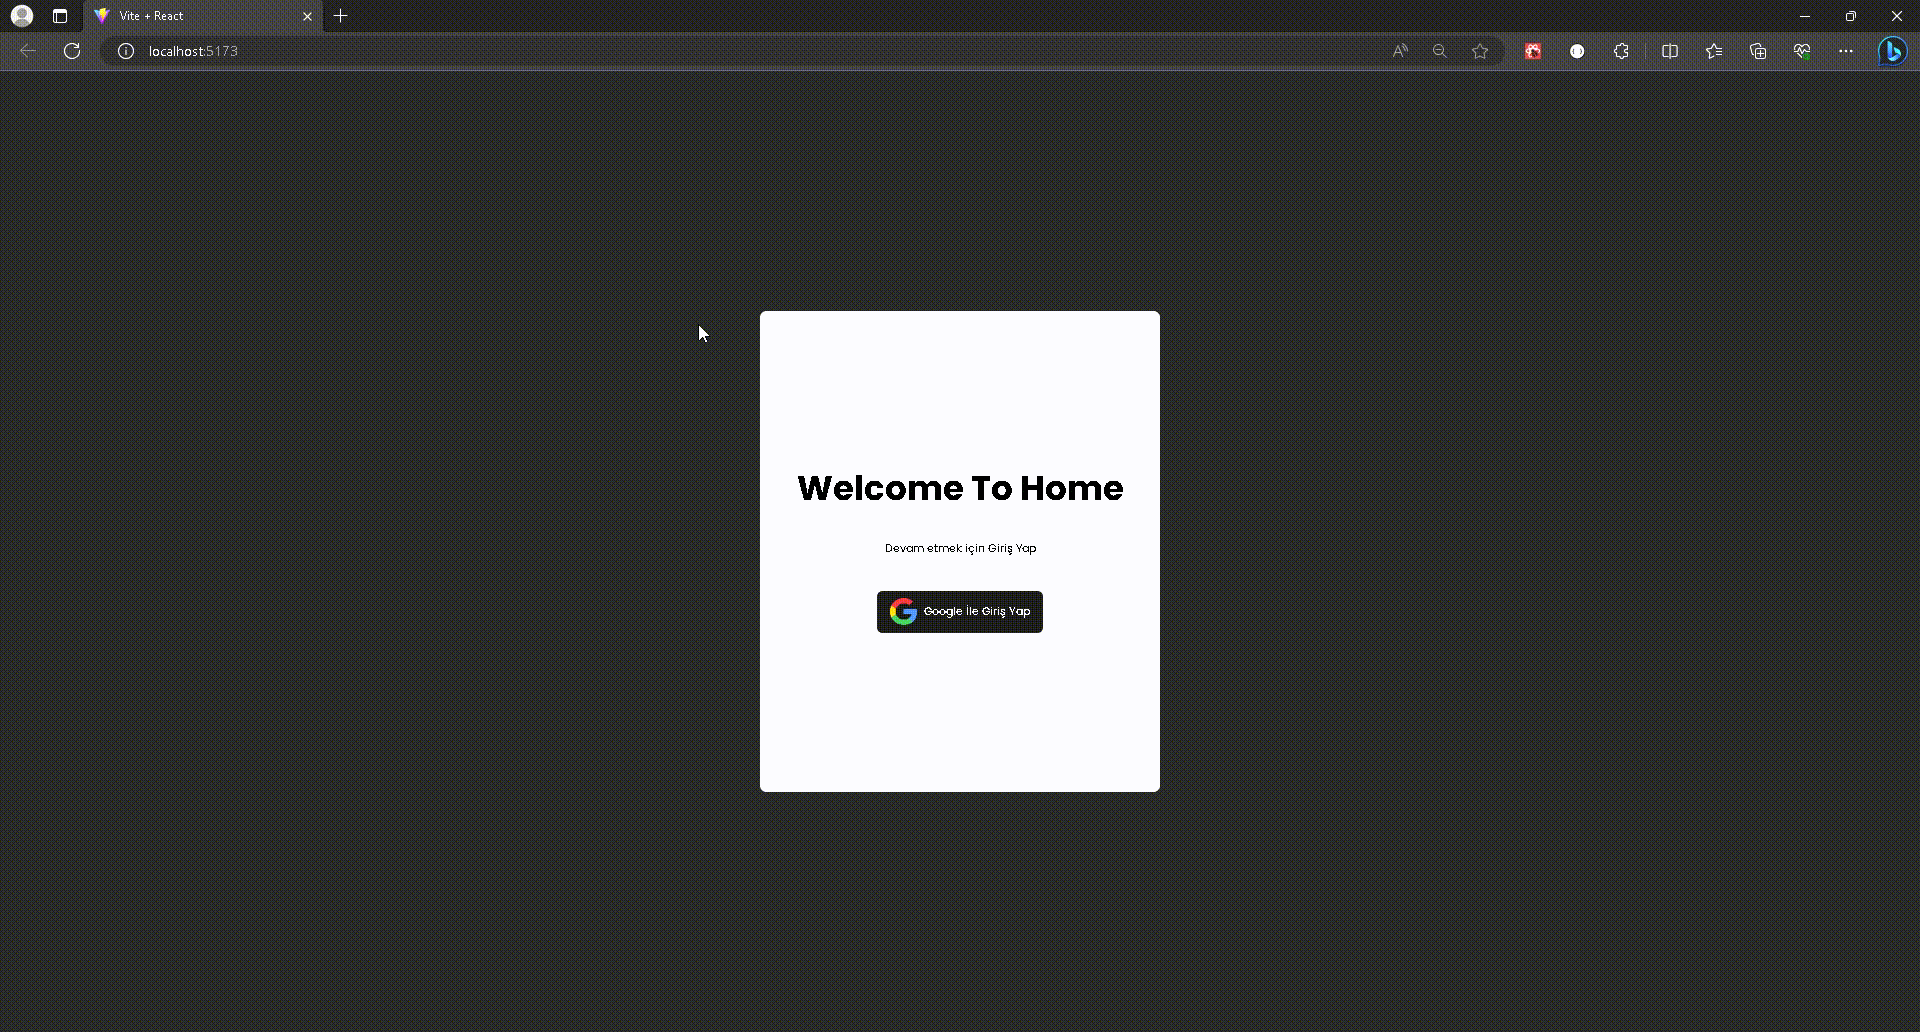 Vite + React
localhost:5173
Welcome To Home
Devam etmek için Giriş Yap
Google İle Giriş Yap